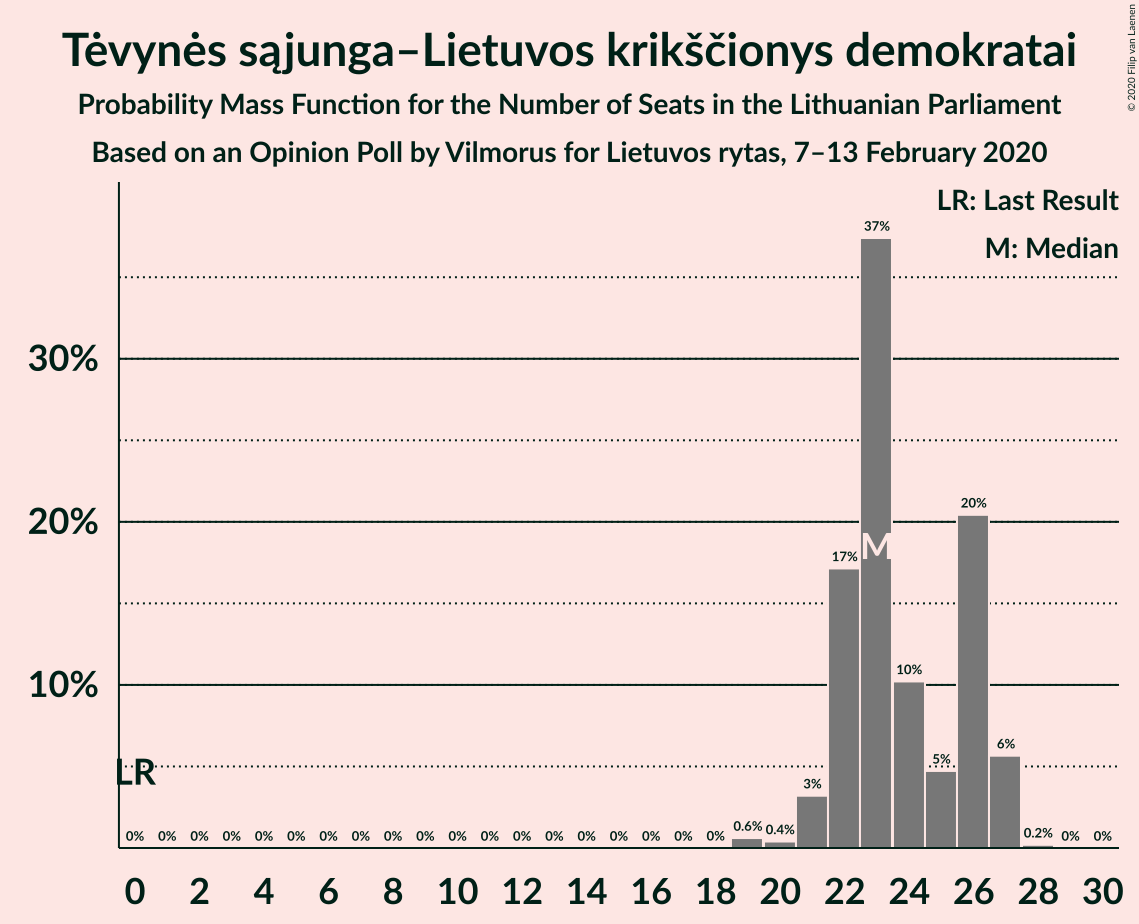 Tėvynės sąjunga–Lietuvos krikščionys demokratai
Probability Mass Function for the Number of Seats in the Lithuanian Parliament
Based on an Opinion Poll by Vilmorus for Lietuvos rytas, 7–13 February 2020
© 2020 Filip van Laenen
LR: Last Result
M: Median
37%
30%
20%
20%
M
17%
10%
10%
6%
5%
LR
3%
0% 0% 0% 0% 0% 0% 0% 0% 0% 0% 0% 0% 0% 0% 0% 0% 0% 0% 0% 0.6% 0.4% 0.2% 0% 0%
0 2 4 6 8 10 12 14 16 18 20 22 24 26 28 30